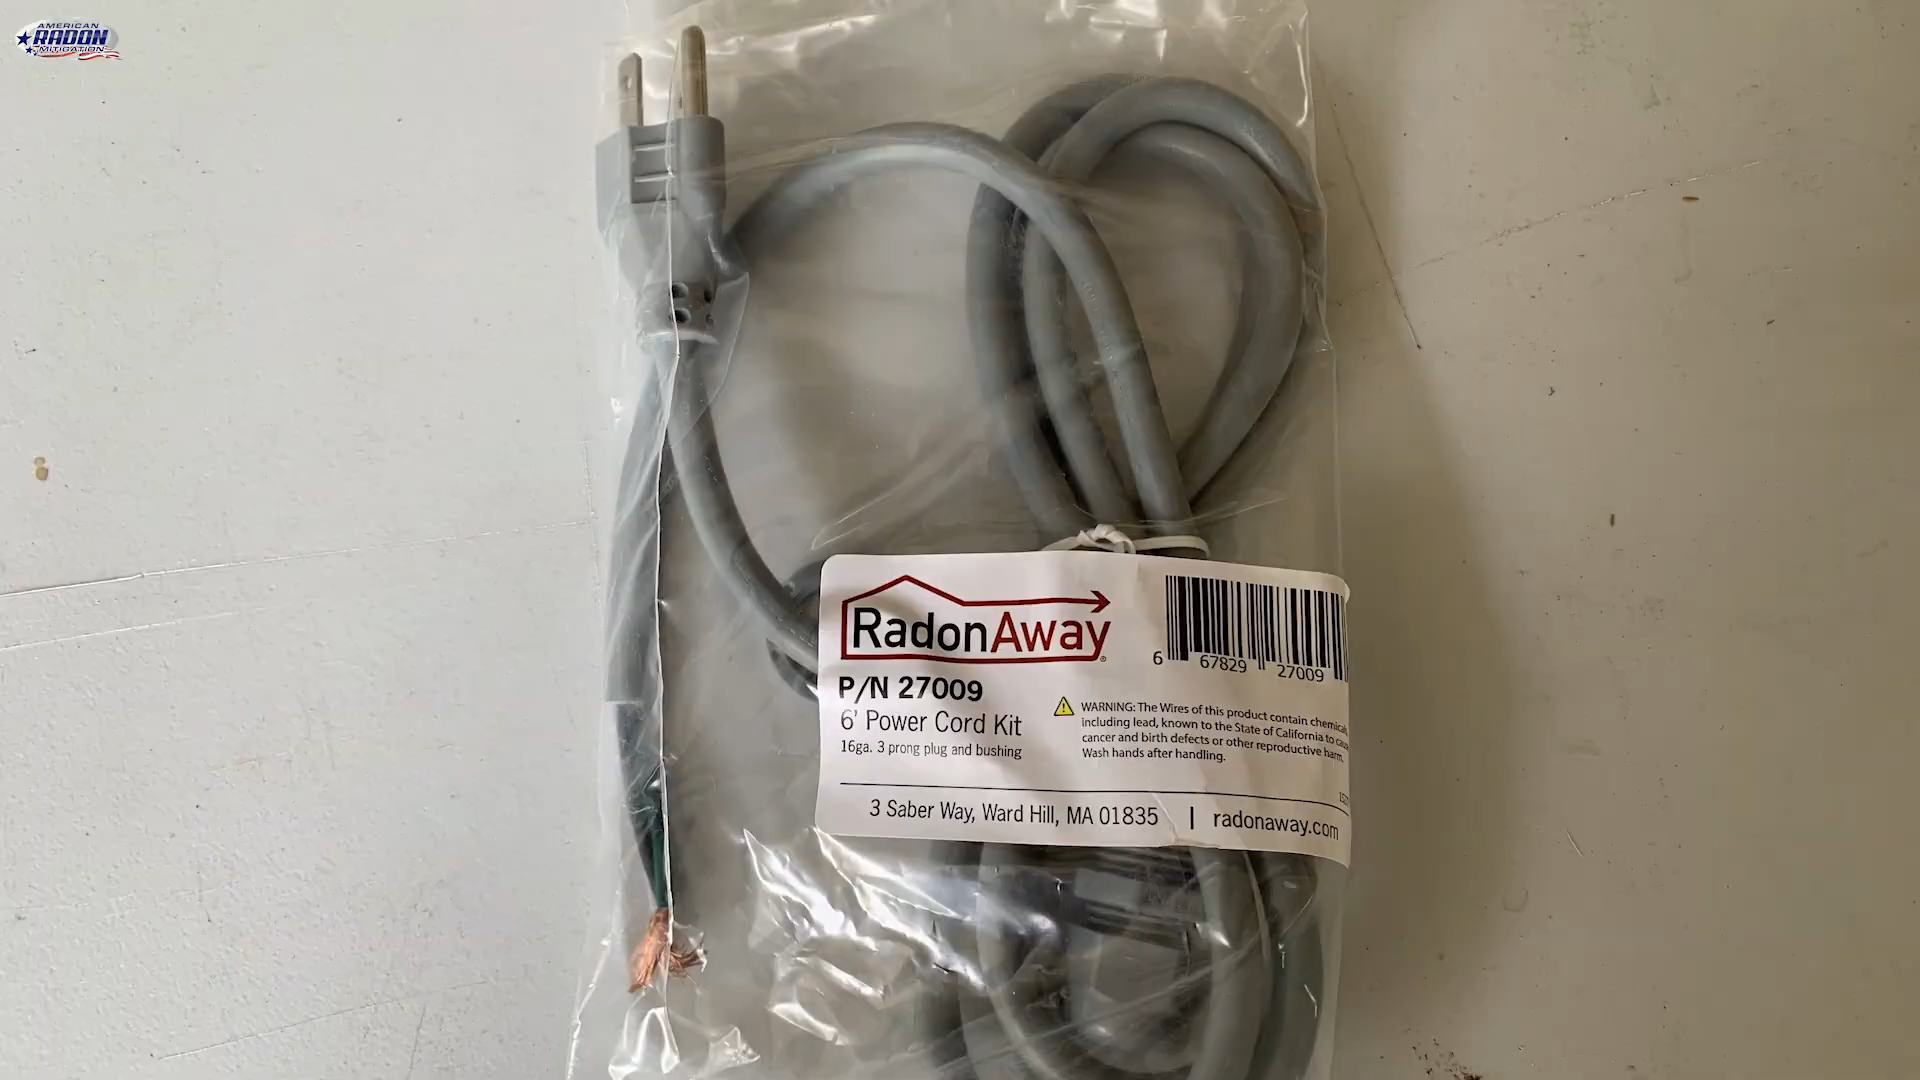 AMERICAN
RADON
MITIGATION
RadonAway®
P/N 27009
6' Power Cord Kit
16ga. 3 prong plug and bushing
6 67829 27009
WARNING: The Wires of this product contain chemicals
including lead, known to the State of California to
cancer and birth defects or other reproductive harm.
Wash hands after handling.
3 Saber Way, Ward Hill, MA 01835 | radonaway.com